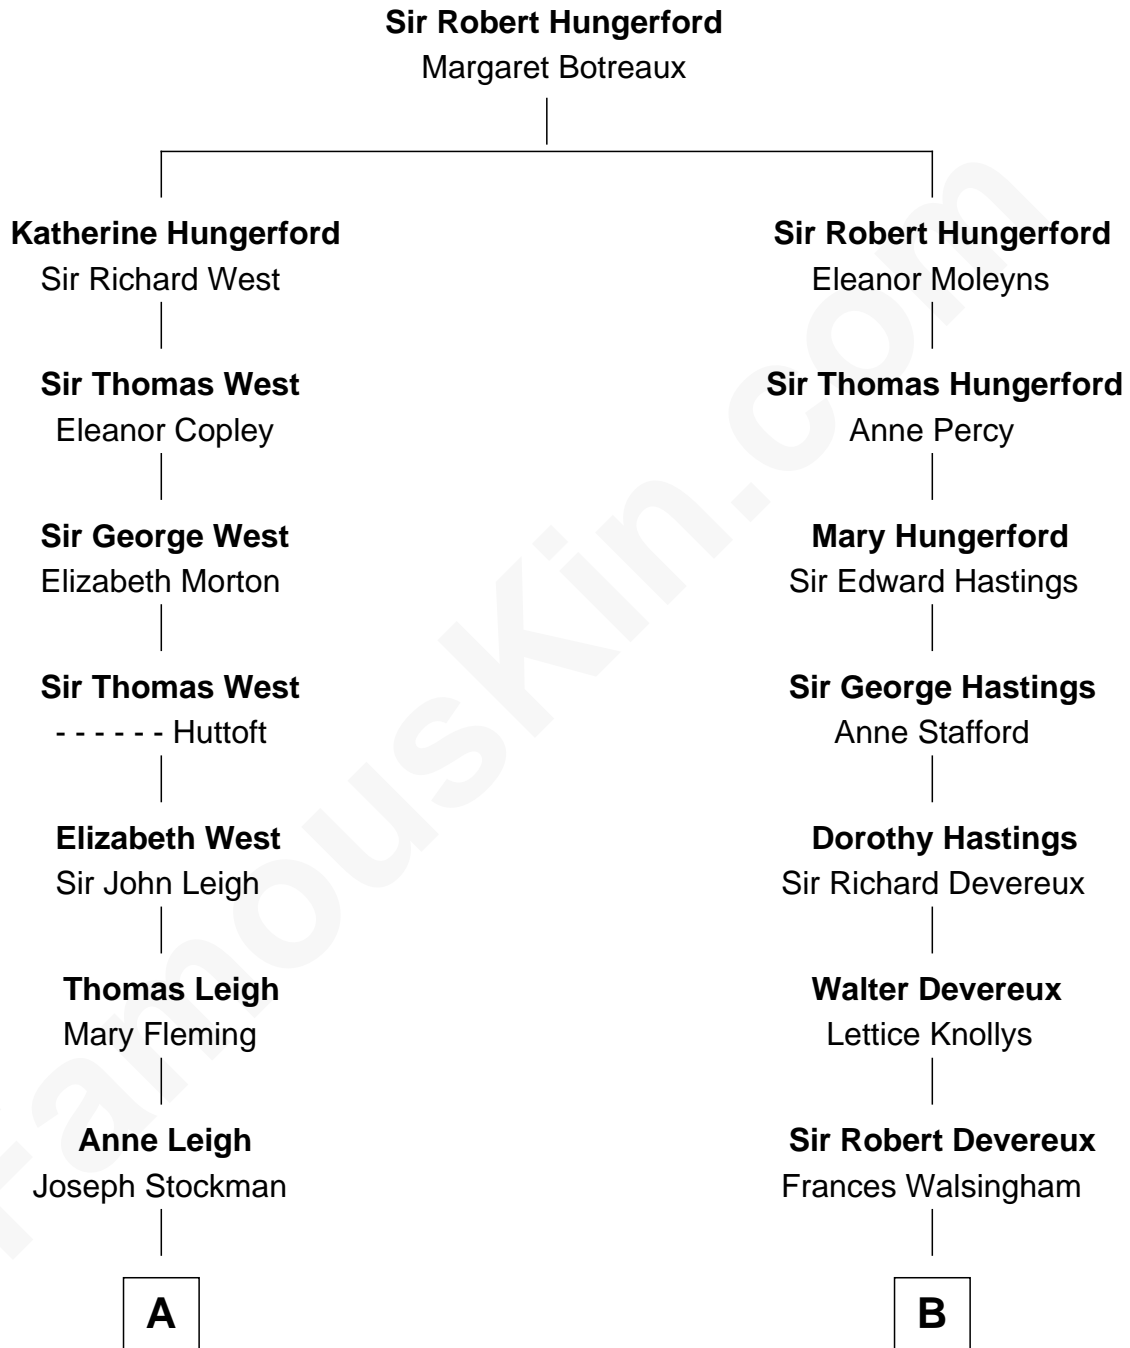 Sir Robert Hungerford
Margaret Botreaux
Katherine Hungerford
Sir Richard West
Sir Robert Hungerford
Eleanor Moleyns
Sir Thomas West
Eleanor Copley
Sir Thomas Hungerford
Anne Percy
Sir George West
Elizabeth Morton
Mary Hungerford
Sir Edward Hastings
Sir Thomas West
- - - - - - Huttoft
Sir George Hastings
Anne Stafford
Elizabeth West
Sir John Leigh
Dorothy Hastings
Sir Richard Devereux
Thomas Leigh
Mary Fleming
Walter Devereux
Lettice Knollys
Anne Leigh
Joseph Stockman
Sir Robert Devereux
Frances Walsingham
A
B
FamousKin.com